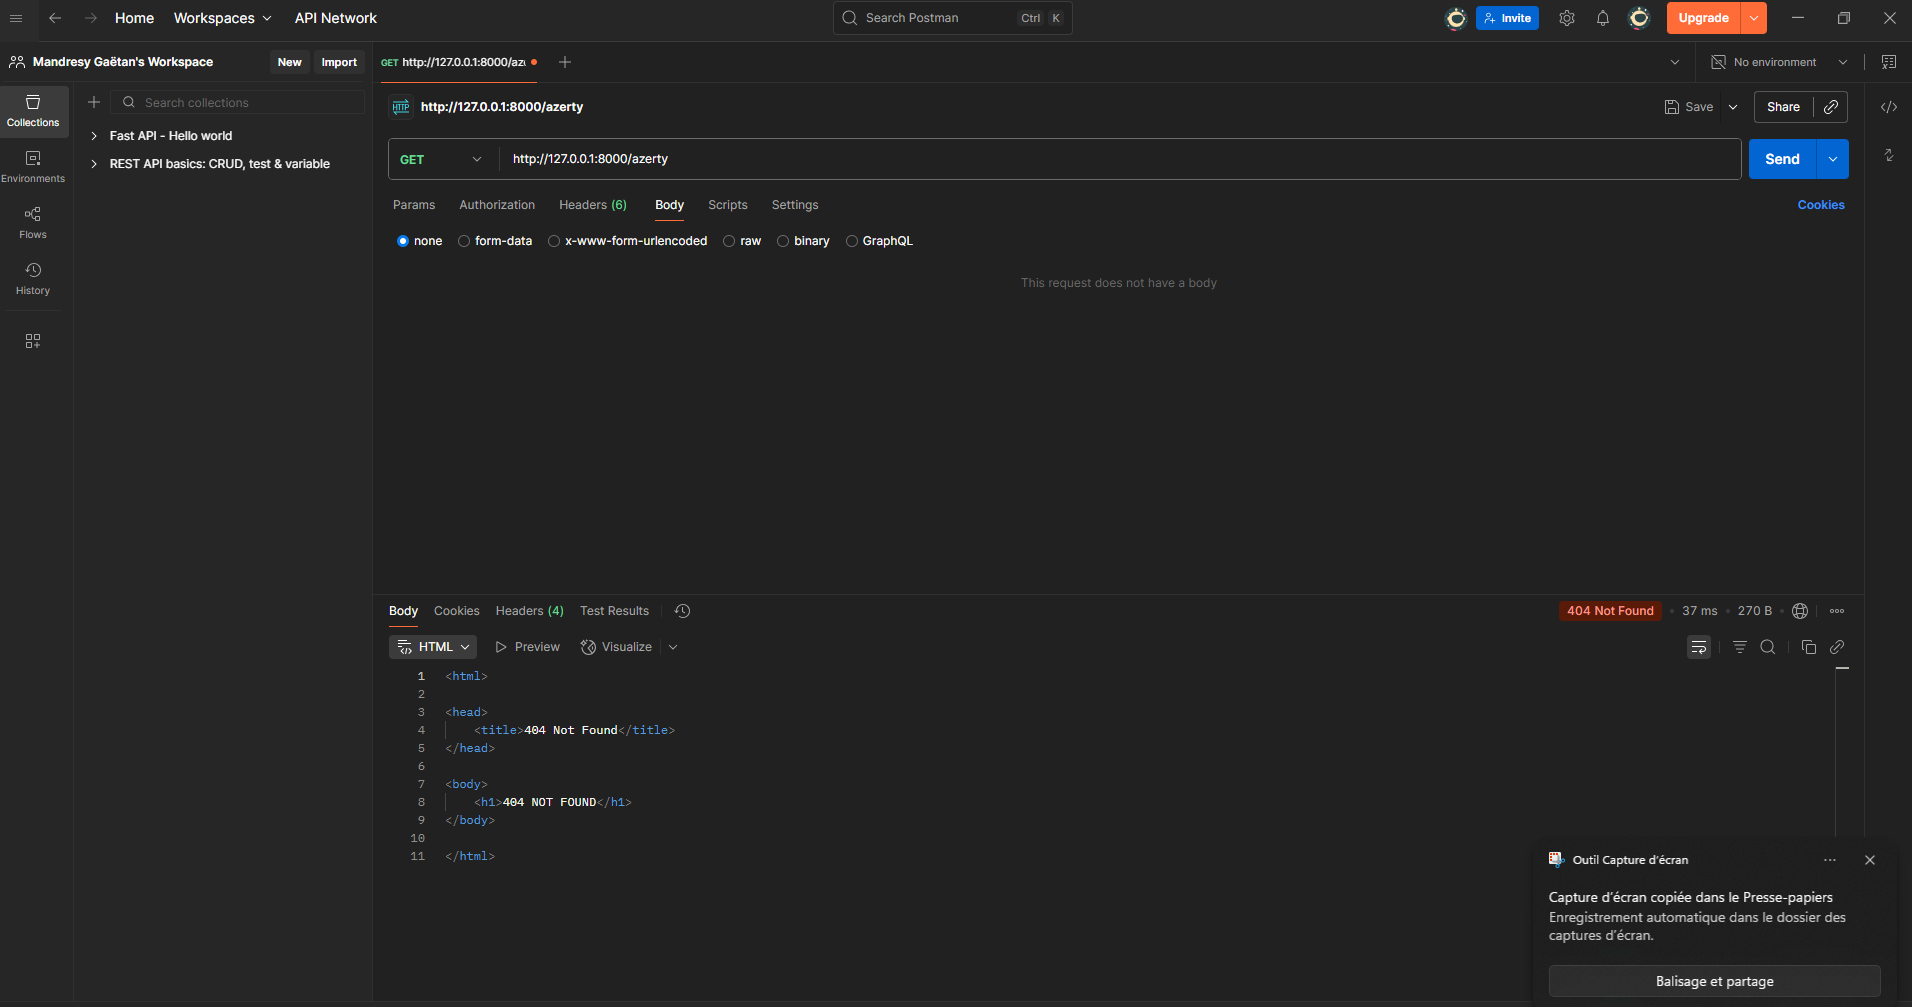 Home Workspaces API Network Search Postman Ctrl K Invite Upgrade
Mandresy Gaëtan's Workspace New Import GET http://127.0.0.1:8000/az No environment
Search collections
Collections
Environments
Flows
History
Fast API - Hello world
REST API basics: CRUD, test & variable
HTTP http://127.0.0.1:8000/azerty Save Share
GET http://127.0.0.1:8000/azerty Send
Params Authorization Headers (6) Body Scripts Settings Cookies
none form-data x-www-form-urlencoded raw binary GraphQL
This request does not have a body
Body Cookies Headers (4) Test Results 404 Not Found • 37 ms • 270 B
HTML Preview Visualize
1 <html>
2
3 <head>
4 <title>404 Not Found</title>
5 </head>
6
7 <body>
8 <h1>404 NOT FOUND</h1>
9 </body>
10
11 </html>
Outil Capture d'écran
Capture d'écran copiée dans le Presse-papiers
Enregistrement automatique dans le dossier des
captures d'écran.
Balisage et partage